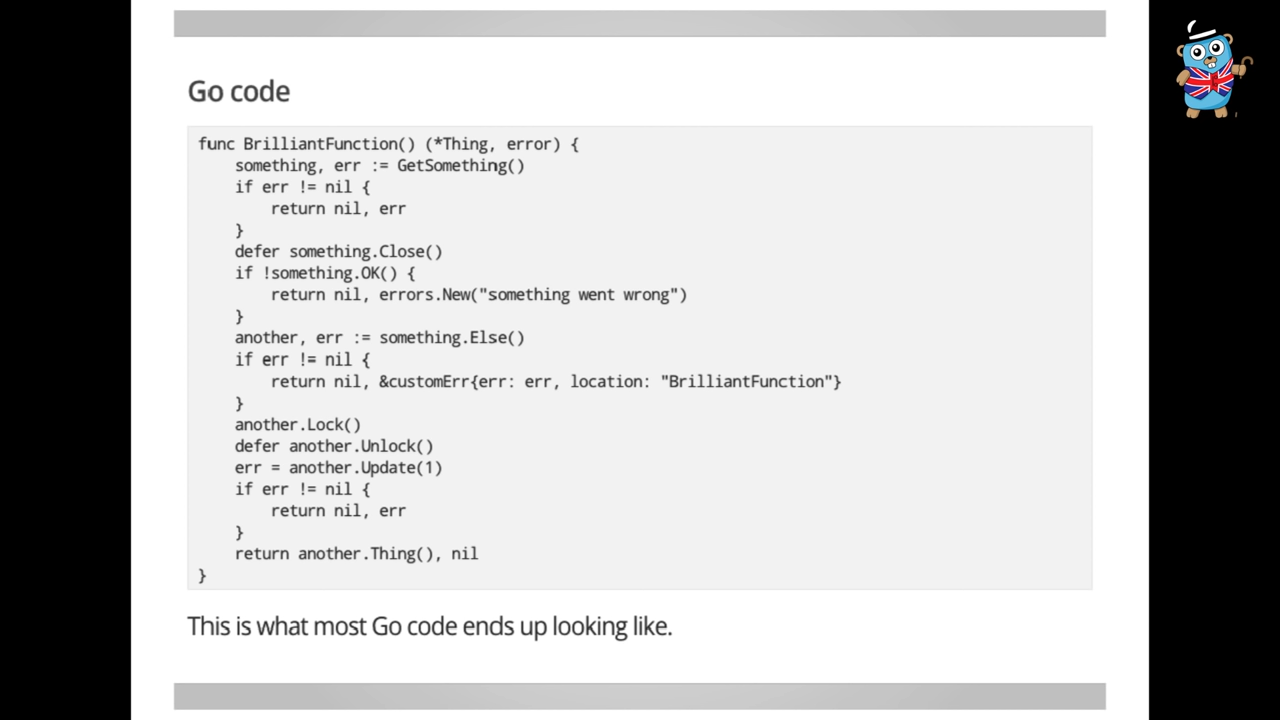 Go code
func BrilliantFunction() (*Thing, error) {
    something, err := GetSomething()
    if err != nil {
        return nil, err
    }
    defer something.Close()
    if !something.OK() {
        return nil, errors.New("something went wrong")
    }
    another, err := something.Else()
    if err != nil {
        return nil, &customErr{err: err, location: "BrilliantFunction"}
    }
    another.Lock()
    defer another.Unlock()
    err = another.Update(1)
    if err != nil {
        return nil, err
    }
    return another.Thing(), nil
}
This is what most Go code ends up looking like.